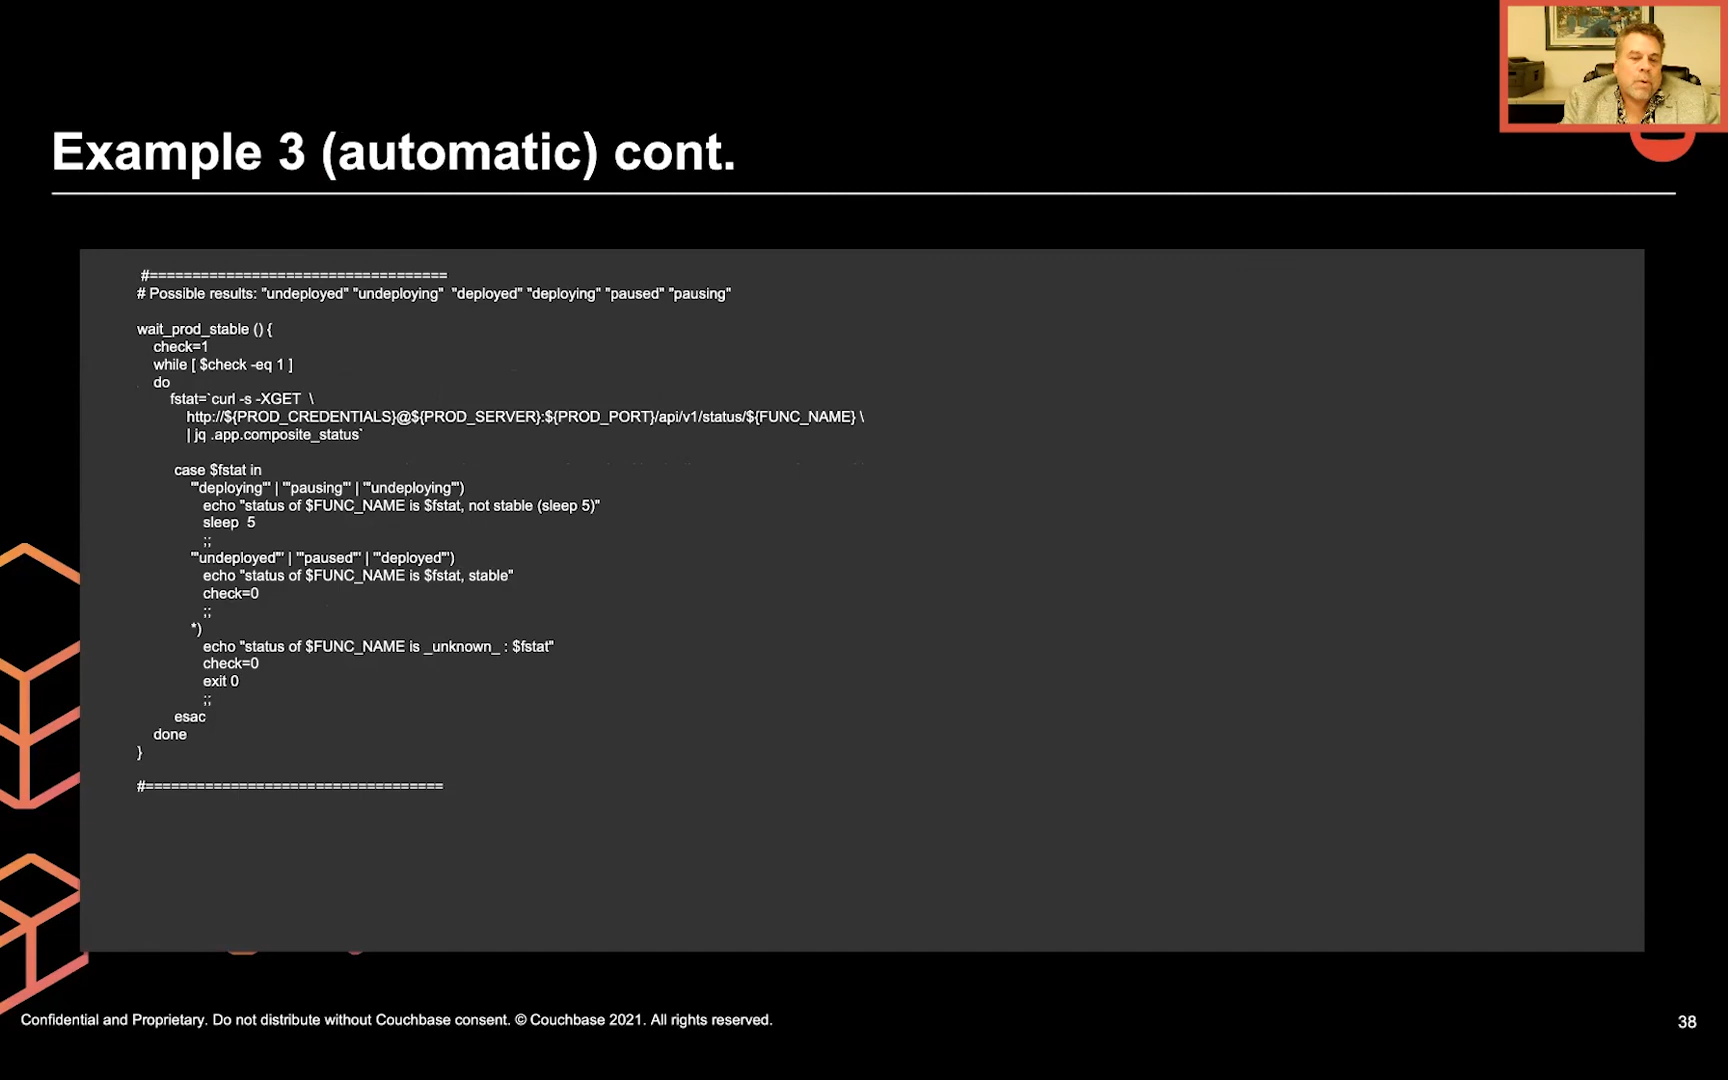 Example 3 (automatic) cont.
#===================================
# Possible results: "undeployed" "undeploying"  "deployed" "deploying" "paused" "pausing"
wait_prod_stable () {
check=1
while [ $check -eq 1 ]
do
fstat=`curl -s -XGET  \
http://${PROD_CREDENTIALS}@${PROD_SERVER}:${PROD_PORT}/api/v1/status/${FUNC_NAME} \
| jq .app.composite_status`
case $fstat in
'"deploying"' | '"pausing"' | '"undeploying"')
echo "status of $FUNC_NAME is $fstat, not stable (sleep 5)"
sleep  5
;;
'"undeployed"' | '"paused"' | '"deployed"')
echo "status of $FUNC_NAME is $fstat, stable"
check=0
;;
*)
echo "status of $FUNC_NAME is _unknown_ : $fstat"
check=0
exit 0
;;
esac
done
}
#===================================
Confidential and Proprietary. Do not distribute without Couchbase consent. © Couchbase 2021. All rights reserved.
38